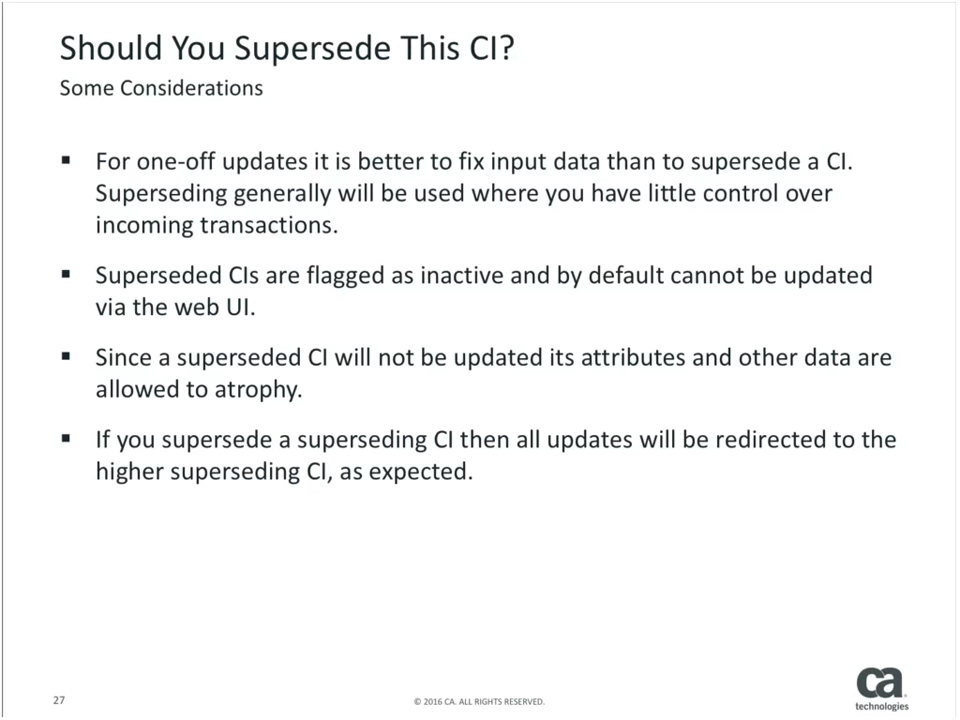 Should You Supersede This CI?
Some Considerations
▪ For one-off updates it is better to fix input data than to supersede a CI.
Superseding generally will be used where you have little control over
incoming transactions.
▪ Superseded CIs are flagged as inactive and by default cannot be updated
via the web UI.
▪ Since a superseded CI will not be updated its attributes and other data are
allowed to atrophy.
▪ If you supersede a superseding CI then all updates will be redirected to the
higher superseding CI, as expected.
27
© 2016 CA. ALL RIGHTS RESERVED.
ca
technologies